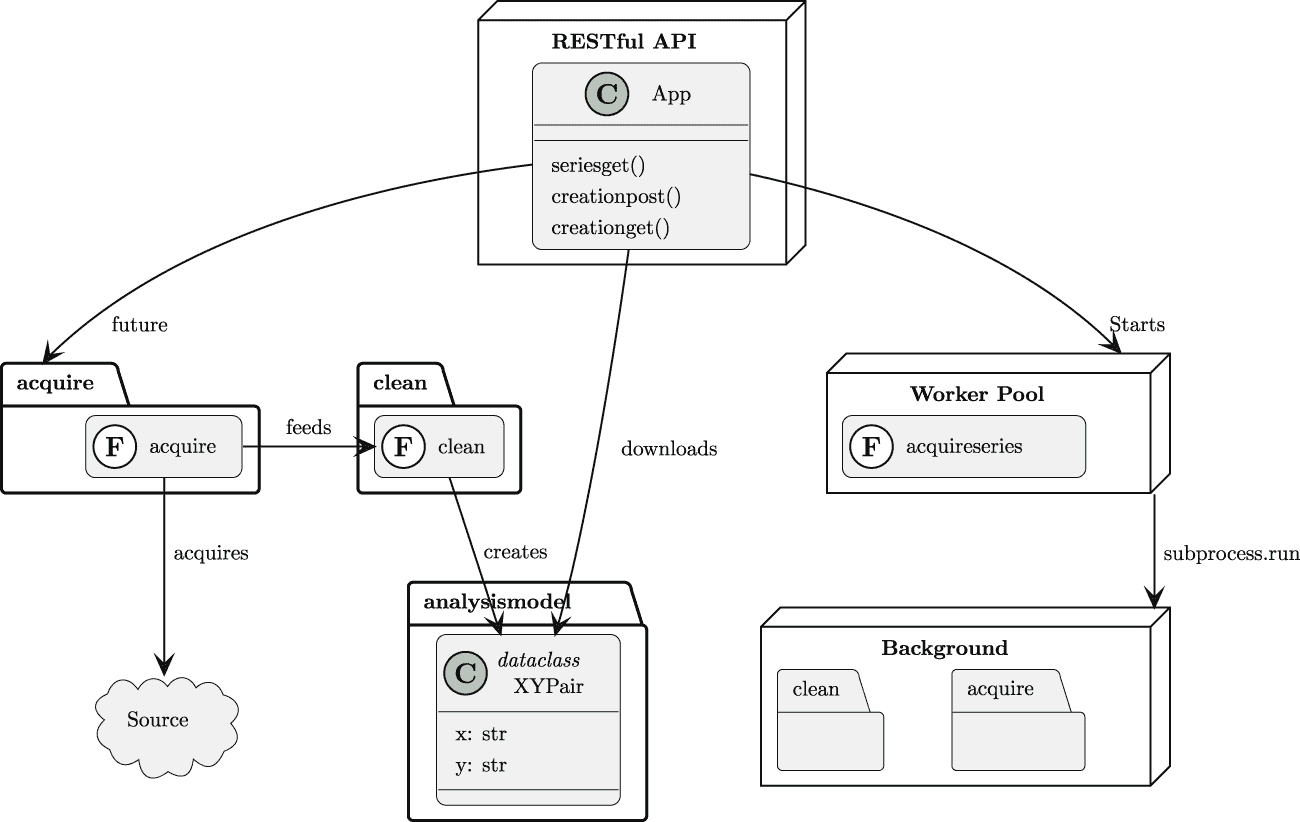 RESTful API
C App
seriesget()
creationpost()
creationget()
future
Starts
acquire
clean
Worker Pool
F acquire
feeds
F clean
downloads
F acquireseries
acquires
creates
subprocess.run
analysismodel
Background
C dataclass
XYPair
clean
acquire
Source
x: str
y: str